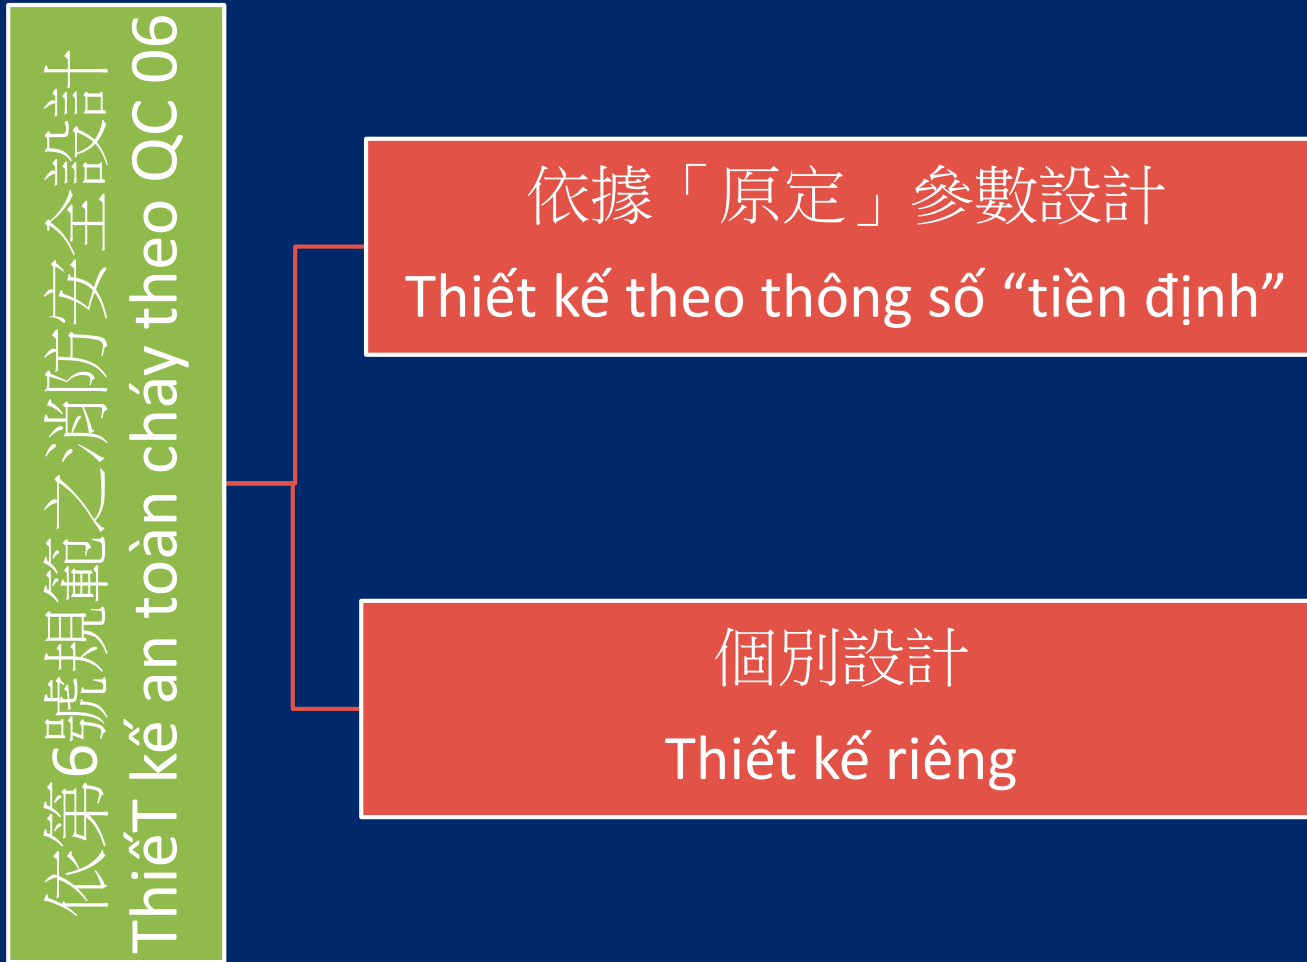 依第6號規範之消防安全設計
ThiếT kế an toàn cháy theo QC 06
依據「原定」參數設計
Thiết kế theo thông số “tiền định”
個別設計
Thiết kế riêng